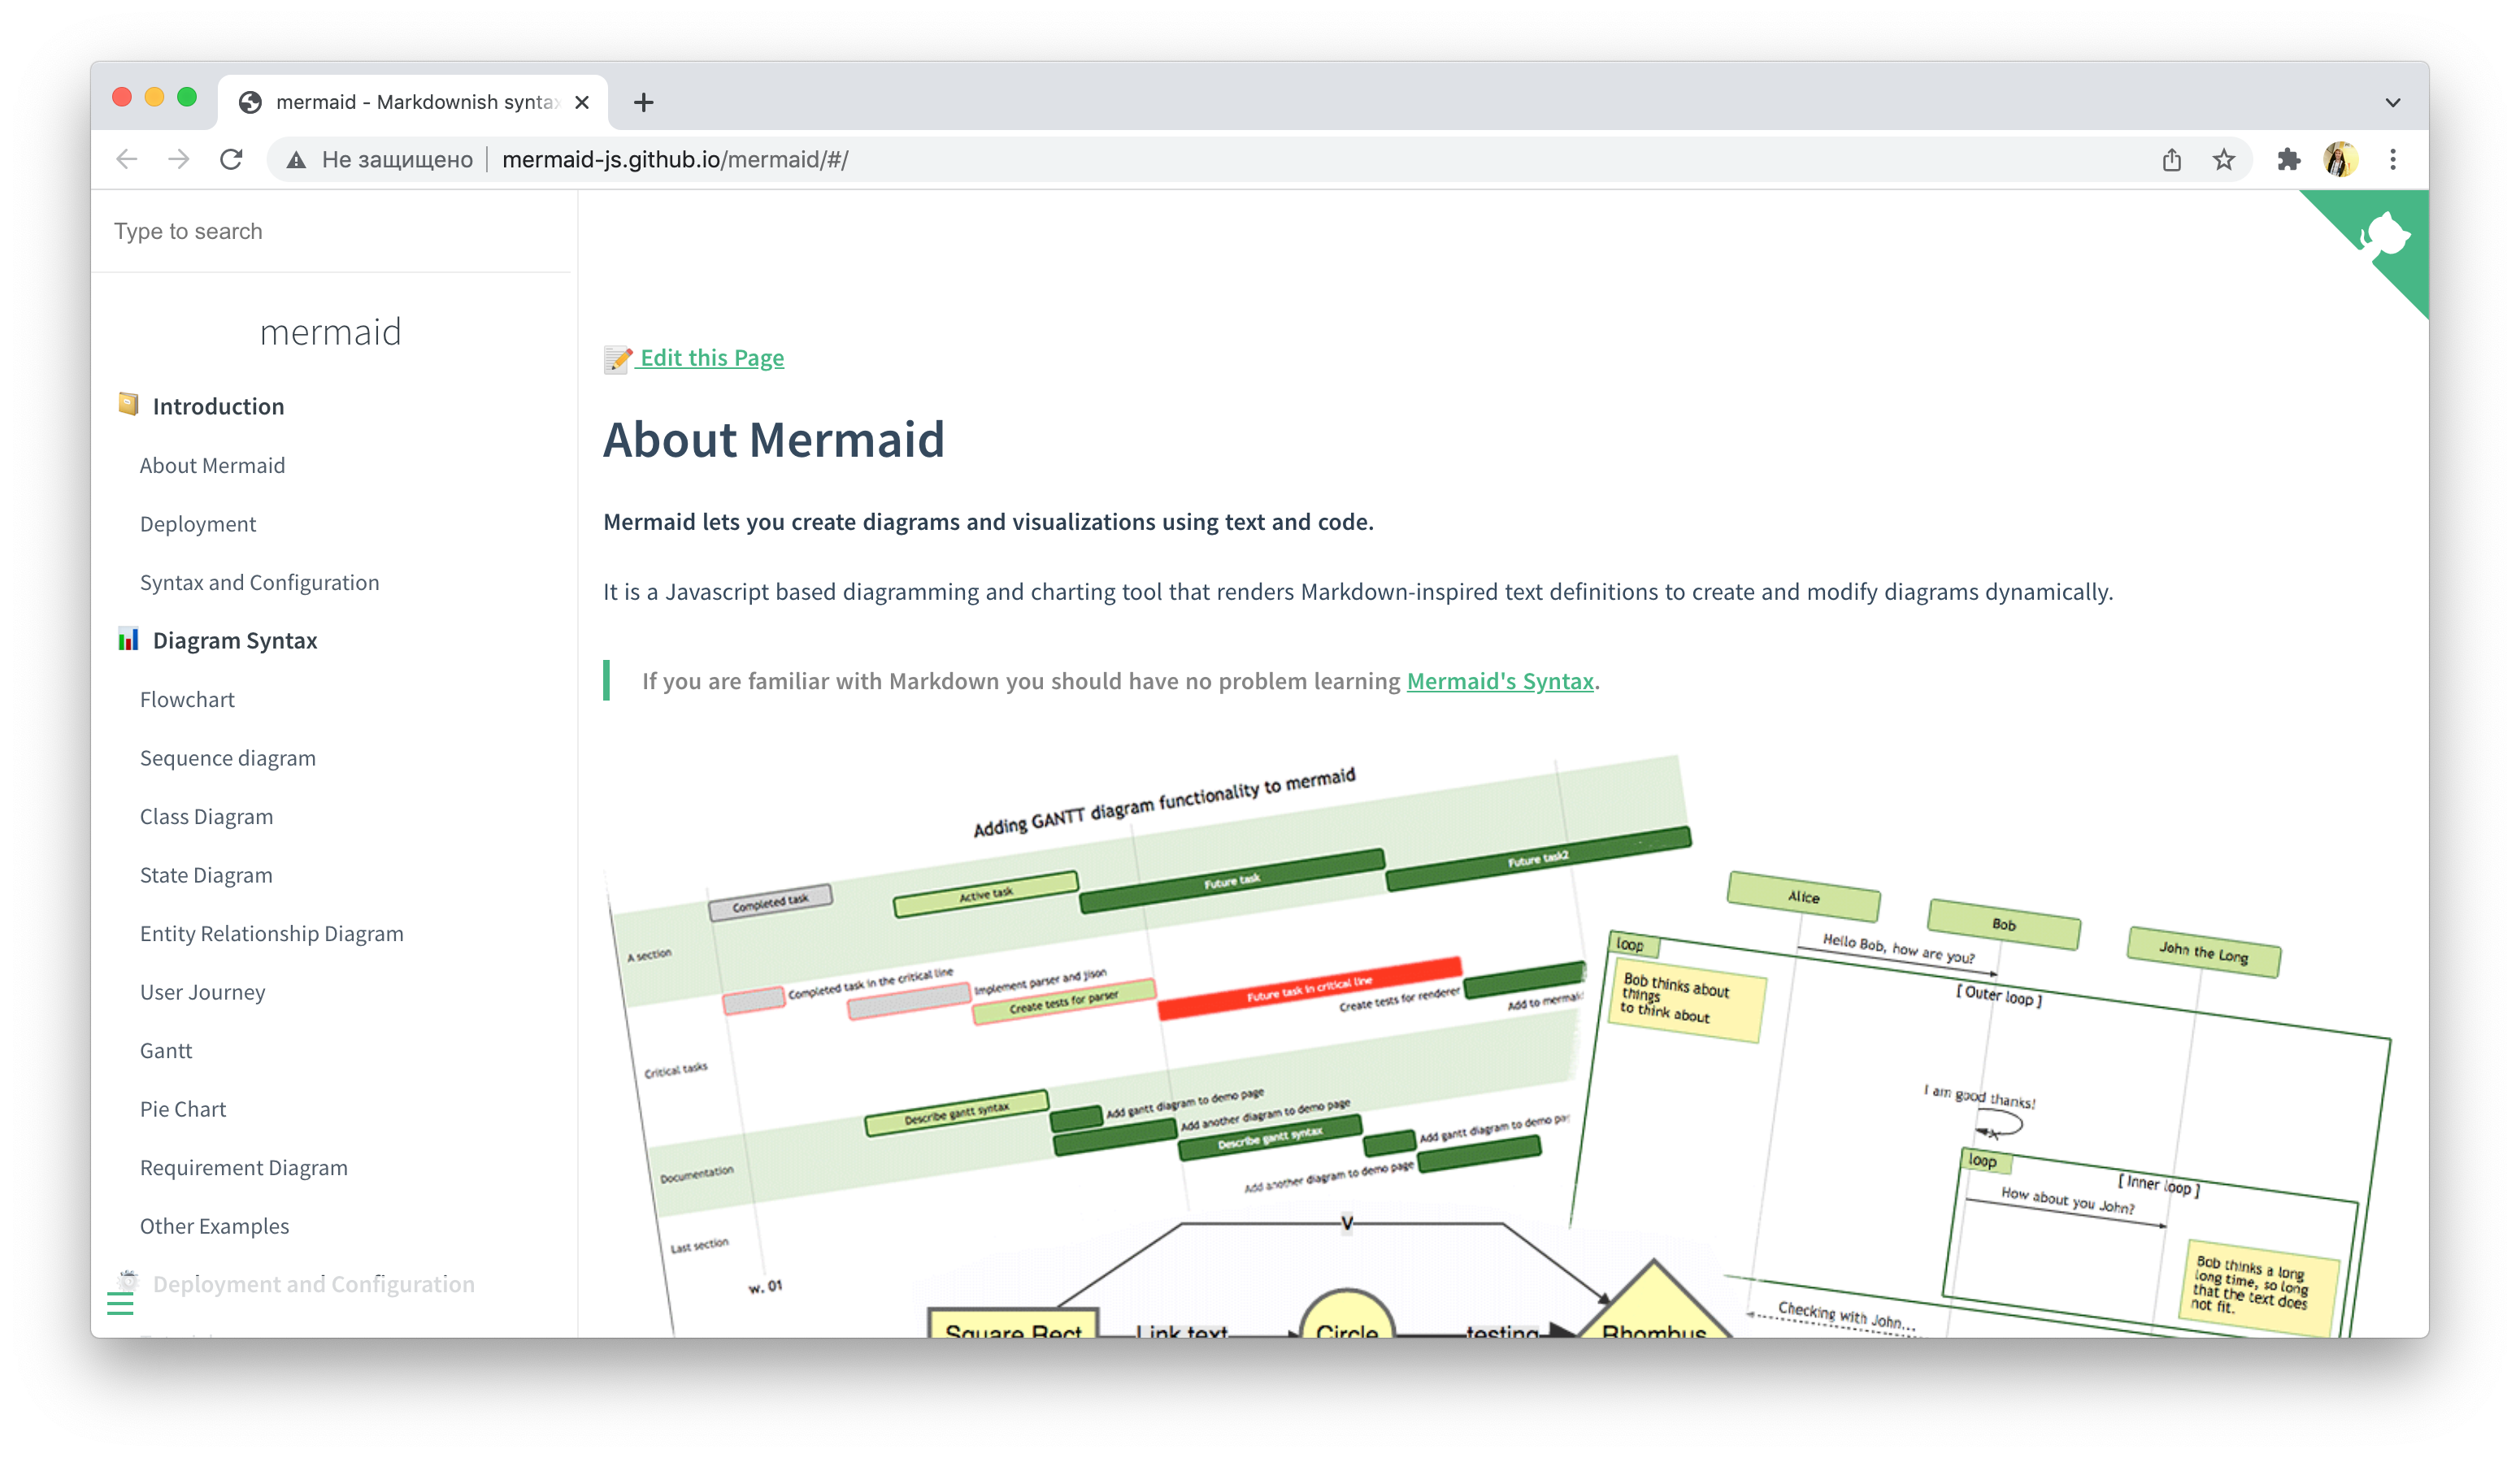 mermaid - Markdownish synta
Не защищено
mermaid-js.github.io/mermaid/#/
Type to search
mermaid
Introduction
About Mermaid
Deployment
Syntax and Configuration
Diagram Syntax
Flowchart
Sequence diagram
Class Diagram
State Diagram
Entity Relationship Diagram
User Journey
Gantt
Pie Chart
Requirement Diagram
Other Examples
Deployment and Configuration
Edit this Page
About Mermaid
Mermaid lets you create diagrams and visualizations using text and code.
It is a Javascript based diagramming and charting tool that renders Markdown-inspired text definitions to create and modify diagrams dynamically.
If you are familiar with Markdown you should have no problem learning Mermaid's Syntax.
Adding GANTT diagram functionality to mermaid
A section
Completed task
Active task
Future task
Future task2
Critical tasks
Completed task in the critical line
Implement parser and jison
Create tests for parser
Future task in critical line
Create tests for renderer
Add to mermaid
Documentation
Describe gantt syntax
Add gantt diagram to demo page
Add another diagram to demo page
Describe gantt syntax
Add gantt diagram to demo pa
Add another diagram to demo page
Last section
w. 01
Alice
Bob
John the Long
loop
Hello Bob, how are you?
[ Outer loop ]
Bob thinks about
things
to think about
I am good thanks!
loop
[ Inner loop ]
How about you John?
Bob thinks a long
long time, so long
that the text does
not fit.
Checking with John...
V
Square Rect
Link text
Circle
testing
Rhombus